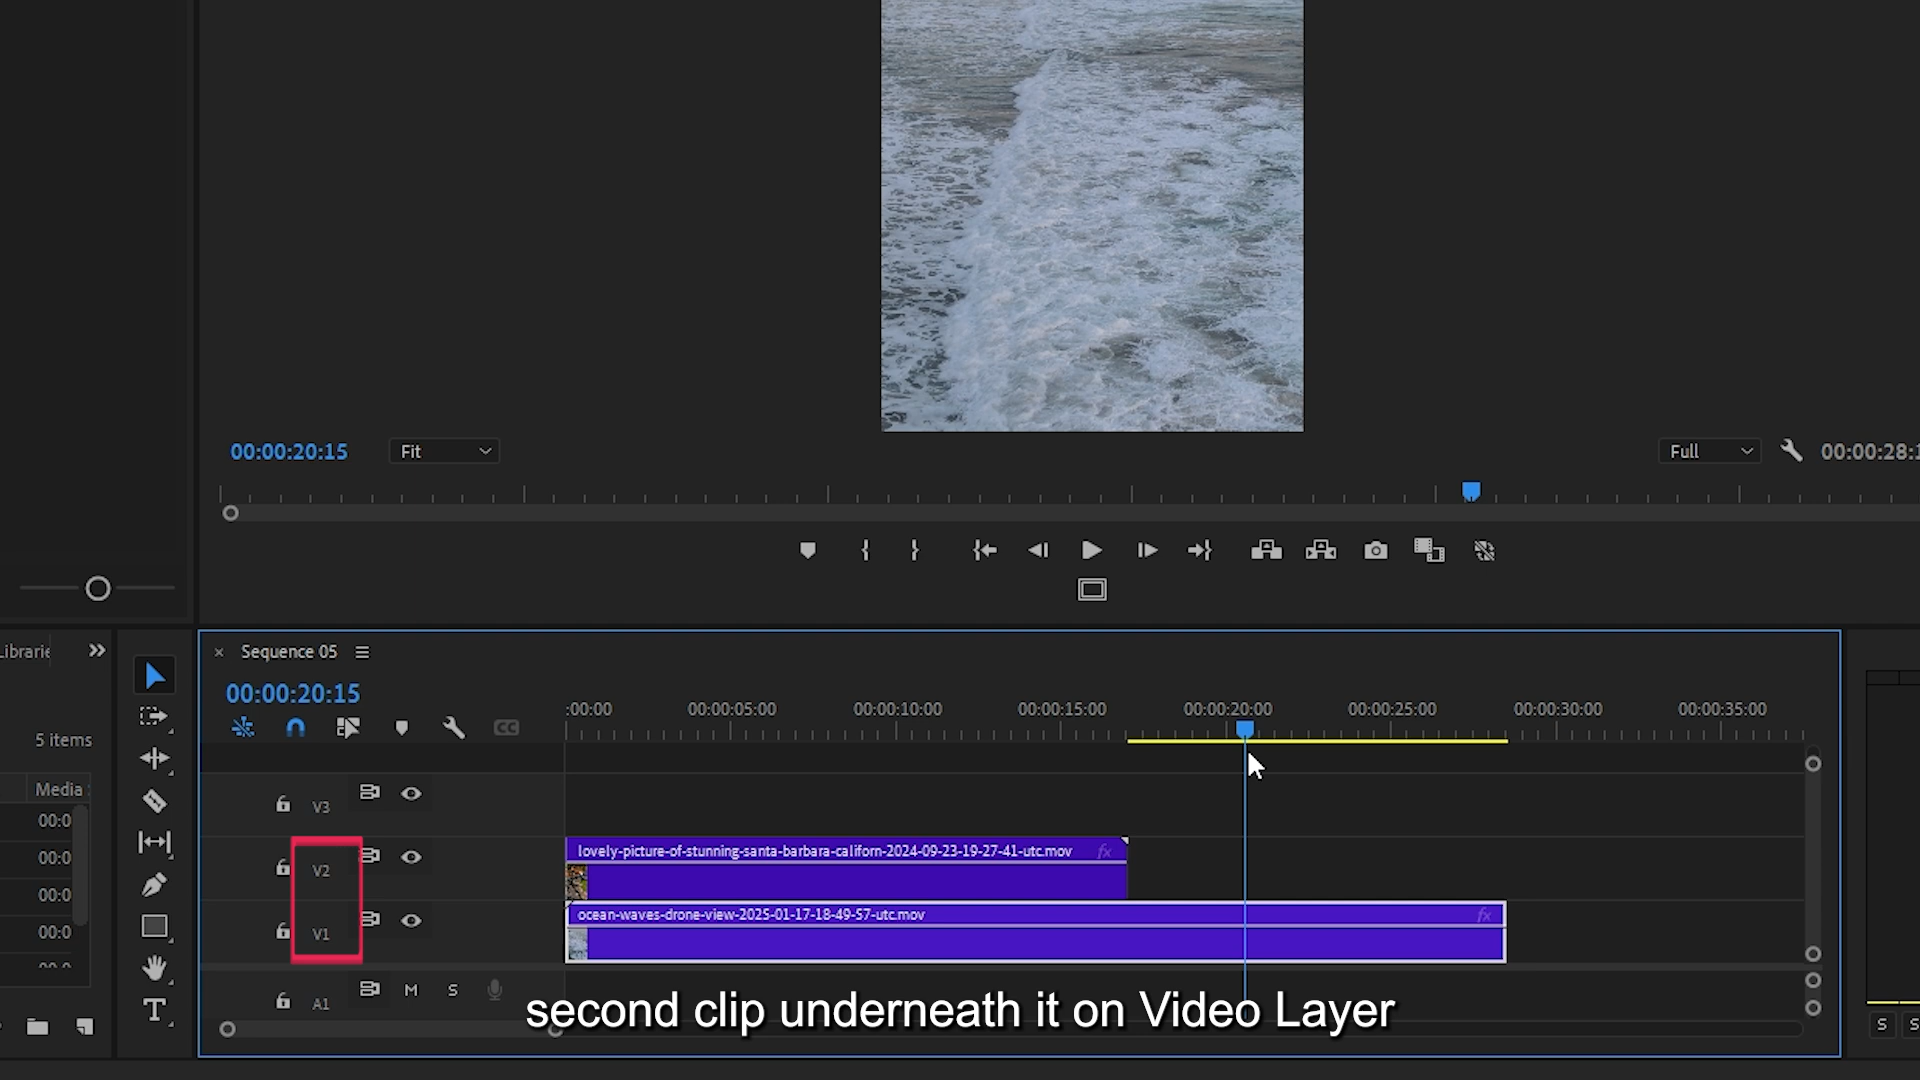 00:00:20:15
Fit
Full
00:00:28:1
Librarie
Sequence 05
00:00:20:15
CC
:00:00
00:00:05:00
00:00:10:00
00:00:15:00
00:00:20:00
00:00:25:00
00:00:30:00
00:00:35:00
5 items
Media
00:0
00:0
00:0
00:0
V3
V2
lovely-picture-of-stunning-santa-barbara-californ-2024-09-23-19-27-41-utc.mov
fx
V1
ocean-waves-drone-view-2025-01-17-18-49-57-utc.mov
fx
A1
M
S
T
second clip underneath it on Video Layer
S
S